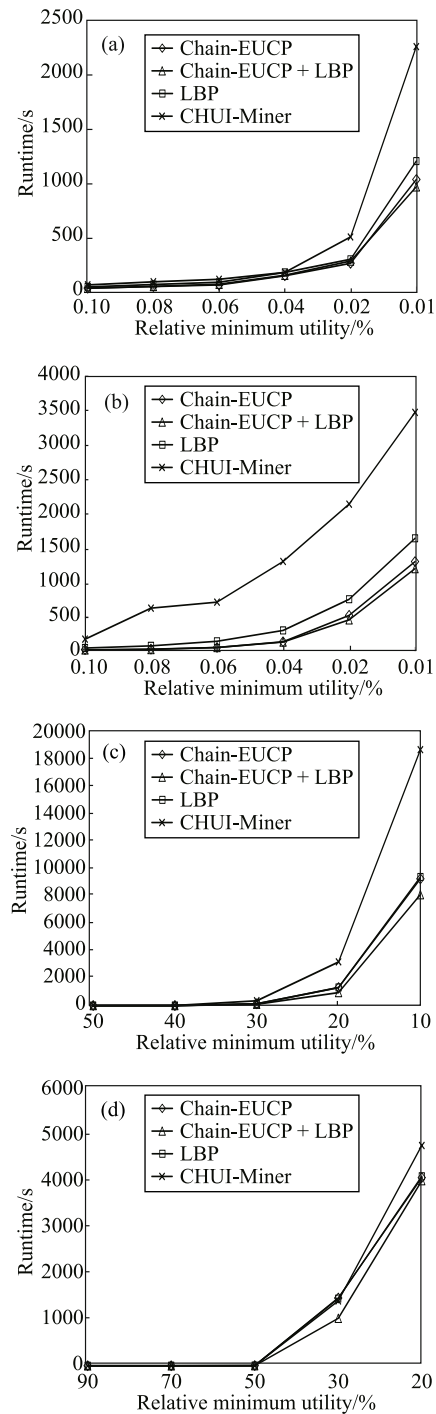 (a)
Chain-EUCP
Chain-EUCP + LBP
LBP
CHUI-Miner
2500
2000
1500
1000
500
0
Runtime/s
0.10 0.08 0.06 0.04 0.02 0.01
Relative minimum utility/%
(b)
Chain-EUCP
Chain-EUCP + LBP
LBP
CHUI-Miner
4000
3500
3000
2500
2000
1500
1000
500
0
Runtime/s
0.10 0.08 0.06 0.04 0.02 0.01
Relative minimum utility/%
(c)
Chain-EUCP
Chain-EUCP + LBP
LBP
CHUI-Miner
20000
18000
16000
14000
12000
10000
8000
6000
4000
2000
0
Runtime/s
50 40 30 20 10
Relative minimum utility/%
(d)
Chain-EUCP
Chain-EUCP + LBP
LBP
CHUI-Miner
6000
5000
4000
3000
2000
1000
0
Runtime/s
90 70 50 30 20
Relative minimum utility/%